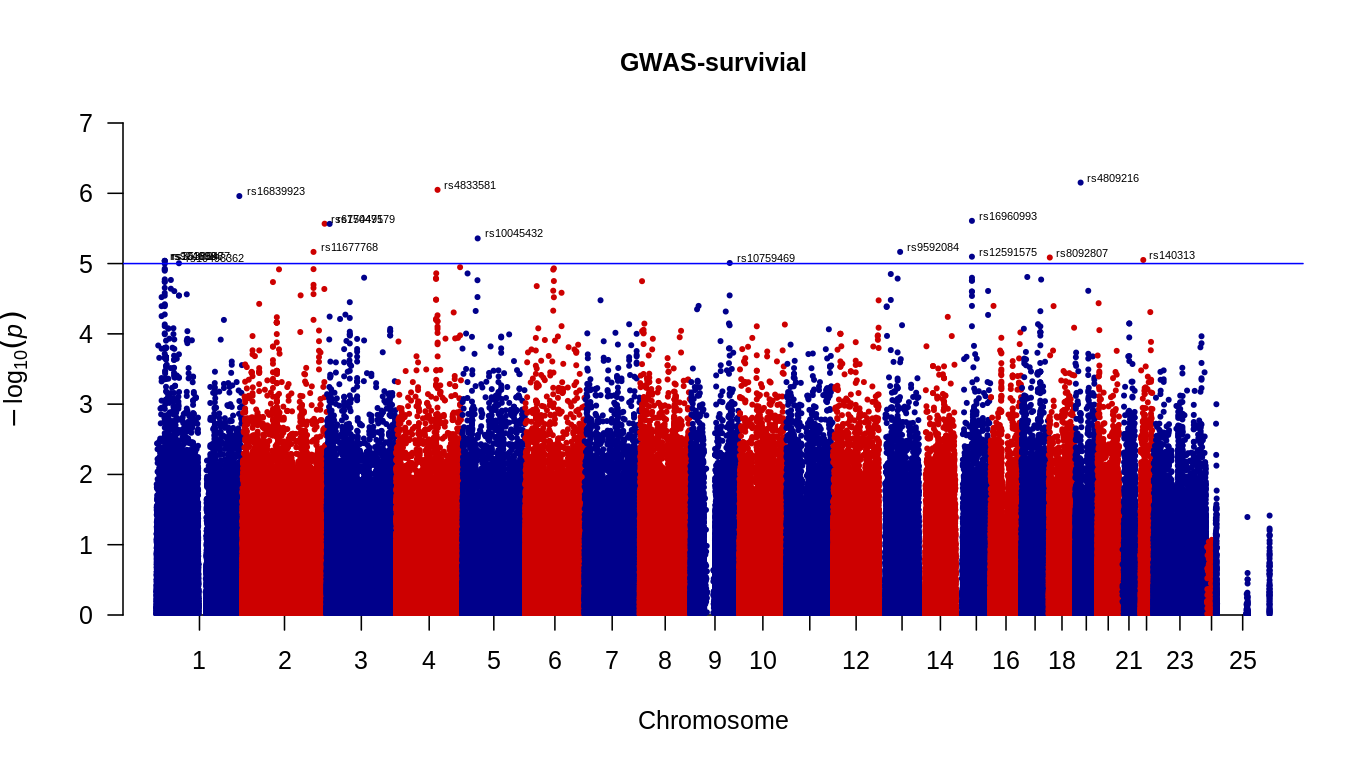 GWAS-survivial
7
6
5
4
3
2
1
0
− log10(p)
rs16839923
rs4833581
rs4809216
rs16960993
rs10045432
rs11677768
rs9592084
rs12591575
rs8092807
rs140313
rs10759469
1 2 3 4 5 6 7 8 9 10 12 14 16 18 21 23 25
Chromosome